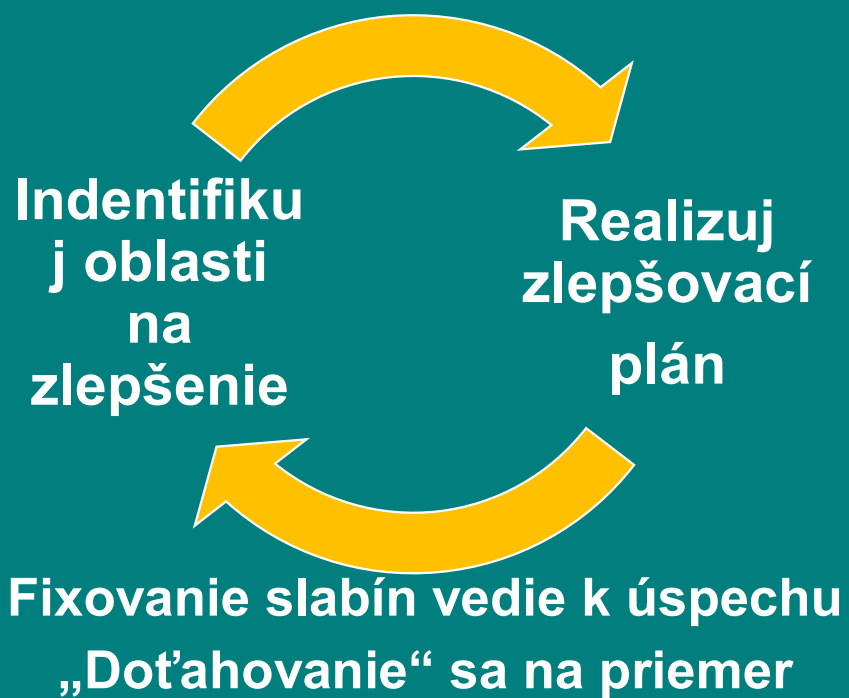 Indentifiku
j oblasti
na
zlepšenie
Realizuj
zlepšovací
plán
Fixovanie slabín vedie k úspechu
„Doťahovanie“ sa na priemer